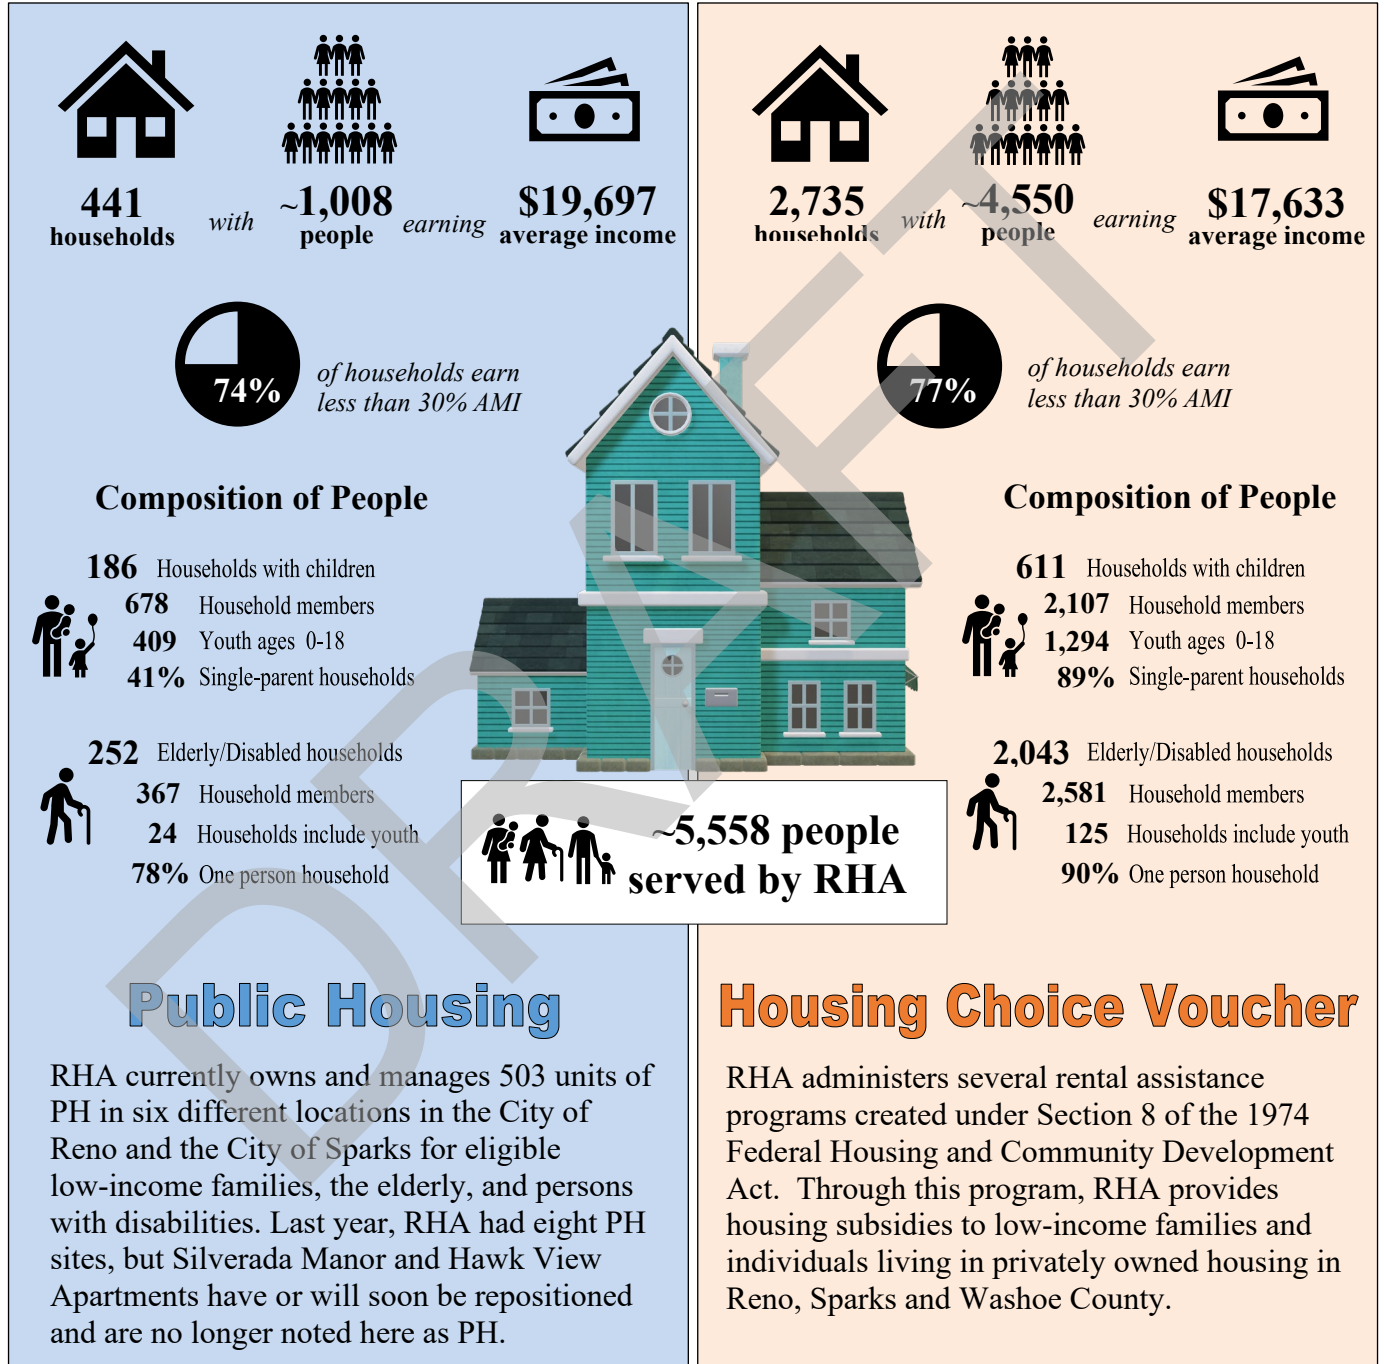 441
households
with
~1,008
people
earning
$19,697
average income
74%
of households earn
less than 30% AMI
Composition of People
186 Households with children
678 Household members
409 Youth ages 0-18
41% Single-parent households
252 Elderly/Disabled households
367 Household members
24 Households include youth
78% One person household
2,735
households
with
~4,550
people
earning
$17,633
average income
77%
of households earn
less than 30% AMI
Composition of People
611 Households with children
2,107 Household members
1,294 Youth ages 0-18
89% Single-parent households
2,043 Elderly/Disabled households
2,581 Household members
125 Households include youth
90% One person household
~5,558 people
served by RHA
Public Housing
RHA currently owns and manages 503 units of
PH in six different locations in the City of
Reno and the City of Sparks for eligible
low-income families, the elderly, and persons
with disabilities. Last year, RHA had eight PH
sites, but Silverada Manor and Hawk View
Apartments have or will soon be repositioned
and are no longer noted here as PH.
Housing Choice Voucher
RHA administers several rental assistance
programs created under Section 8 of the 1974
Federal Housing and Community Development
Act. Through this program, RHA provides
housing subsidies to low-income families and
individuals living in privately owned housing in
Reno, Sparks and Washoe County.
DRAFT